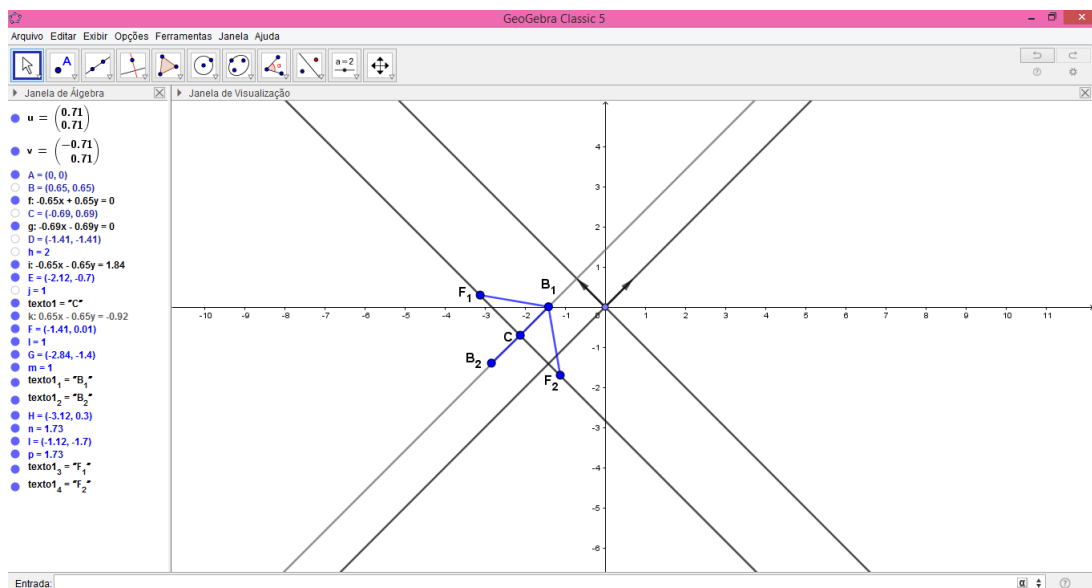 GeoGebra Classic 5
Arquivo Editar Exibir Opções Ferramentas Janela Ajuda
A
a=2
Janela de Álgebra
u = (0.71
0.71)
v = (−0.71
0.71)
A = (0, 0)
B = (0.65, 0.65)
f: -0.65x + 0.65y = 0
C = (-0.69, 0.69)
g: -0.69x - 0.69y = 0
D = (-1.41, -1.41)
h = 2
i: -0.65x - 0.65y = 1.84
E = (-2.12, -0.7)
j = 1
texto1 = "C"
k: 0.65x - 0.65y = -0.92
F = (-1.41, 0.01)
l = 1
G = (-2.84, -1.4)
m = 1
texto1₁ = "B₁"
texto1₂ = "B₂"
H = (-3.12, 0.3)
n = 1.73
I = (-1.12, -1.7)
p = 1.73
texto1₃ = "F₁"
texto1₄ = "F₂"
Janela de Visualização
4
3
2
1
F₁
B₁
-10 -9 -8 -7 -6 -5 -4 -3 -2 -1 0 1 2 3 4 5 6 7 8 9 10 11
C
-1
B₂
F₂
-2
-3
-4
-5
-6
Entrada:
α